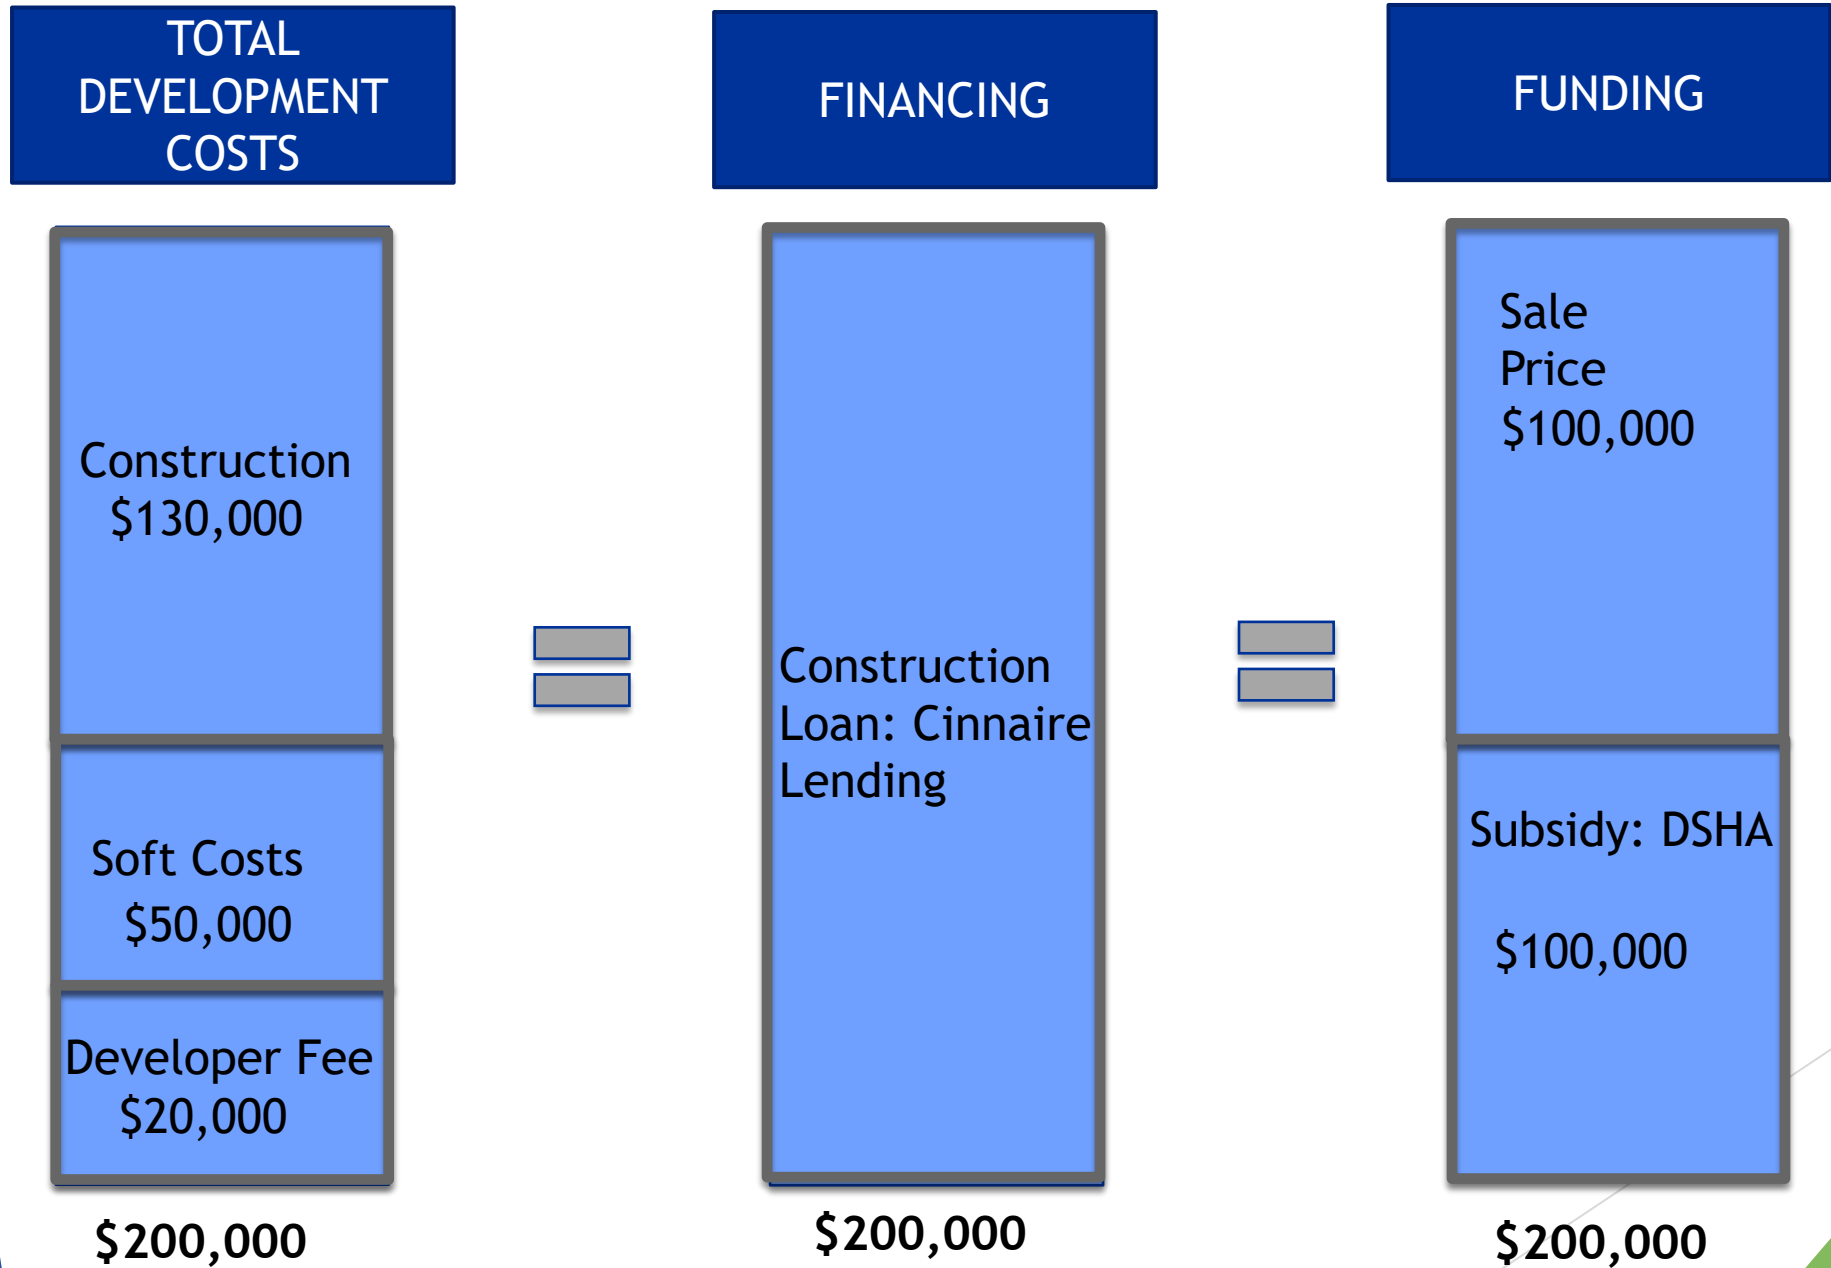 TOTAL
DEVELOPMENT
COSTS
Construction
$130,000
Soft Costs
$50,000
Developer Fee
$20,000
$200,000
FINANCING
Construction
Loan: Cinnaire
Lending
$200,000
FUNDING
Sale
Price
$100,000
Subsidy: DSHA
$100,000
$200,000